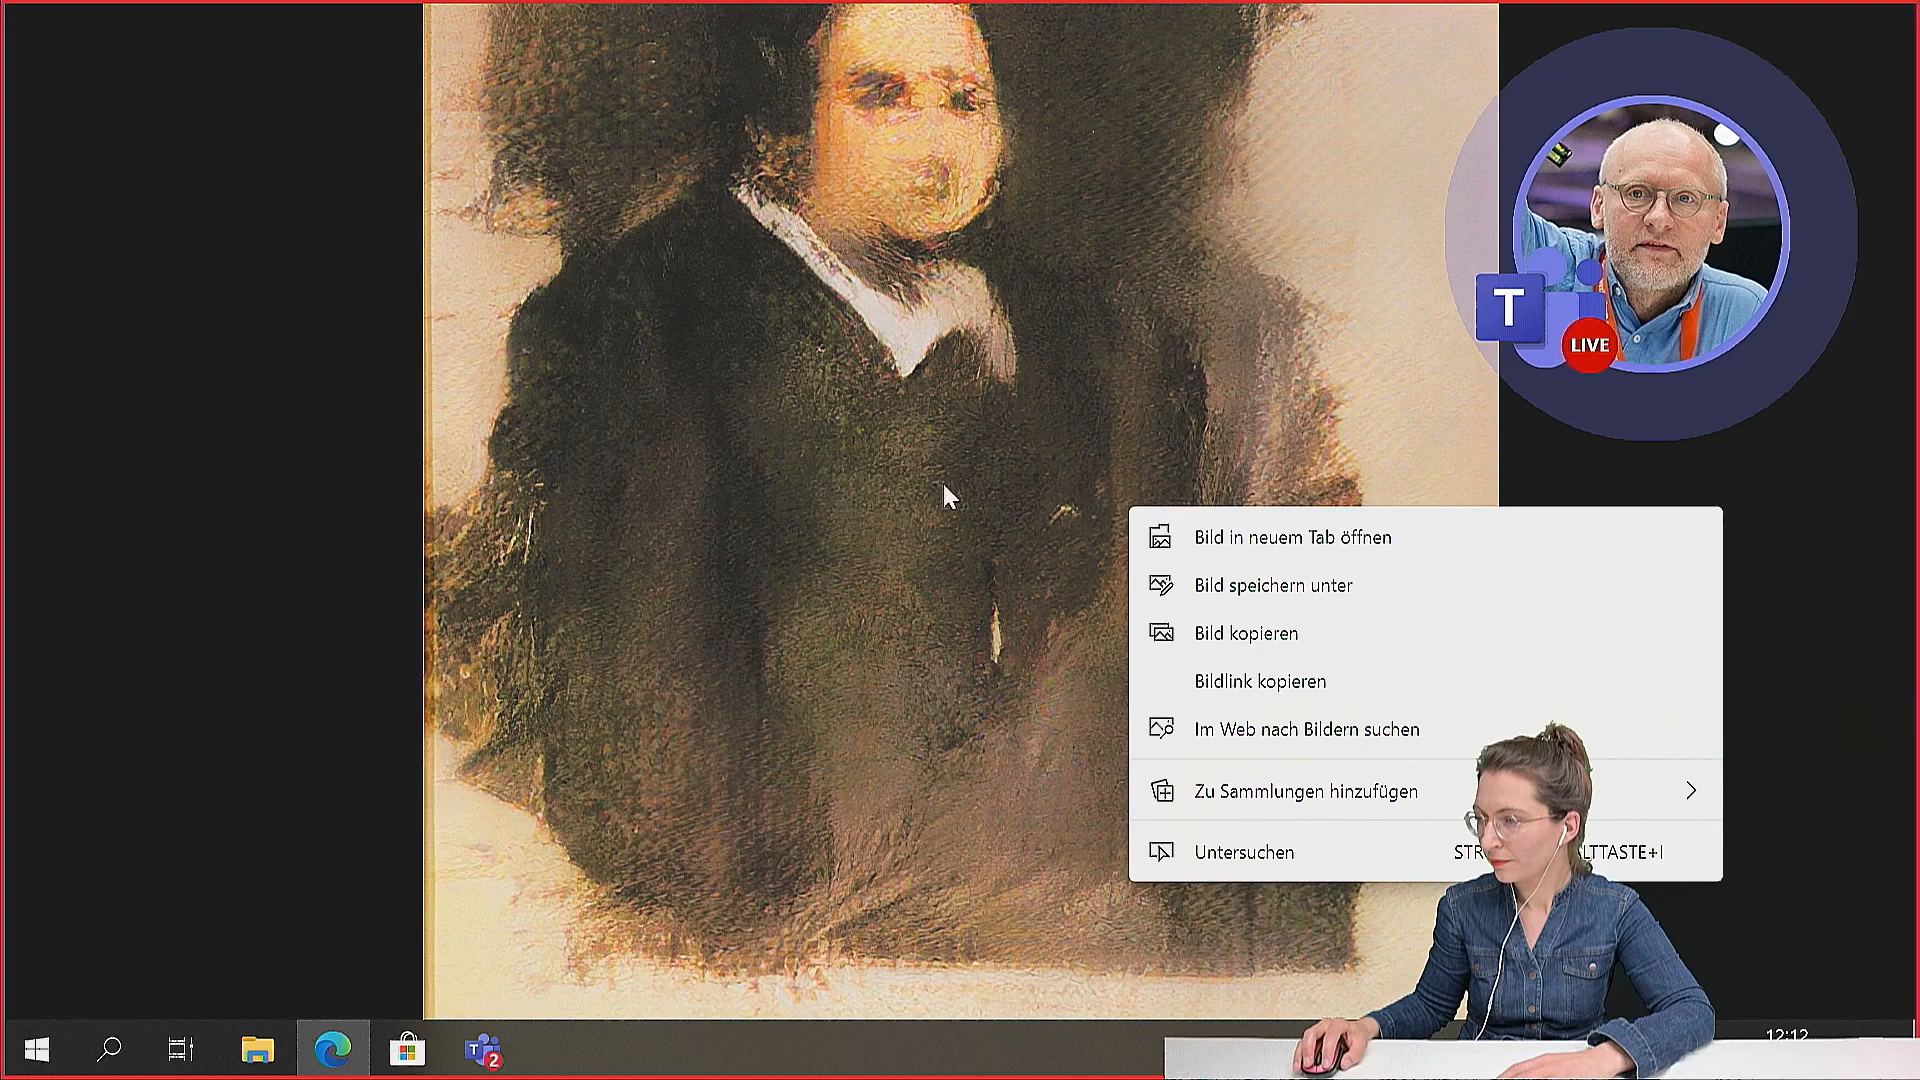 T
LIVE
Bild in neuem Tab öffnen
Bild speichern unter
Bild kopieren
Bildlink kopieren
Im Web nach Bildern suchen
Zu Sammlungen hinzufügen
Untersuchen
T
2
12:12